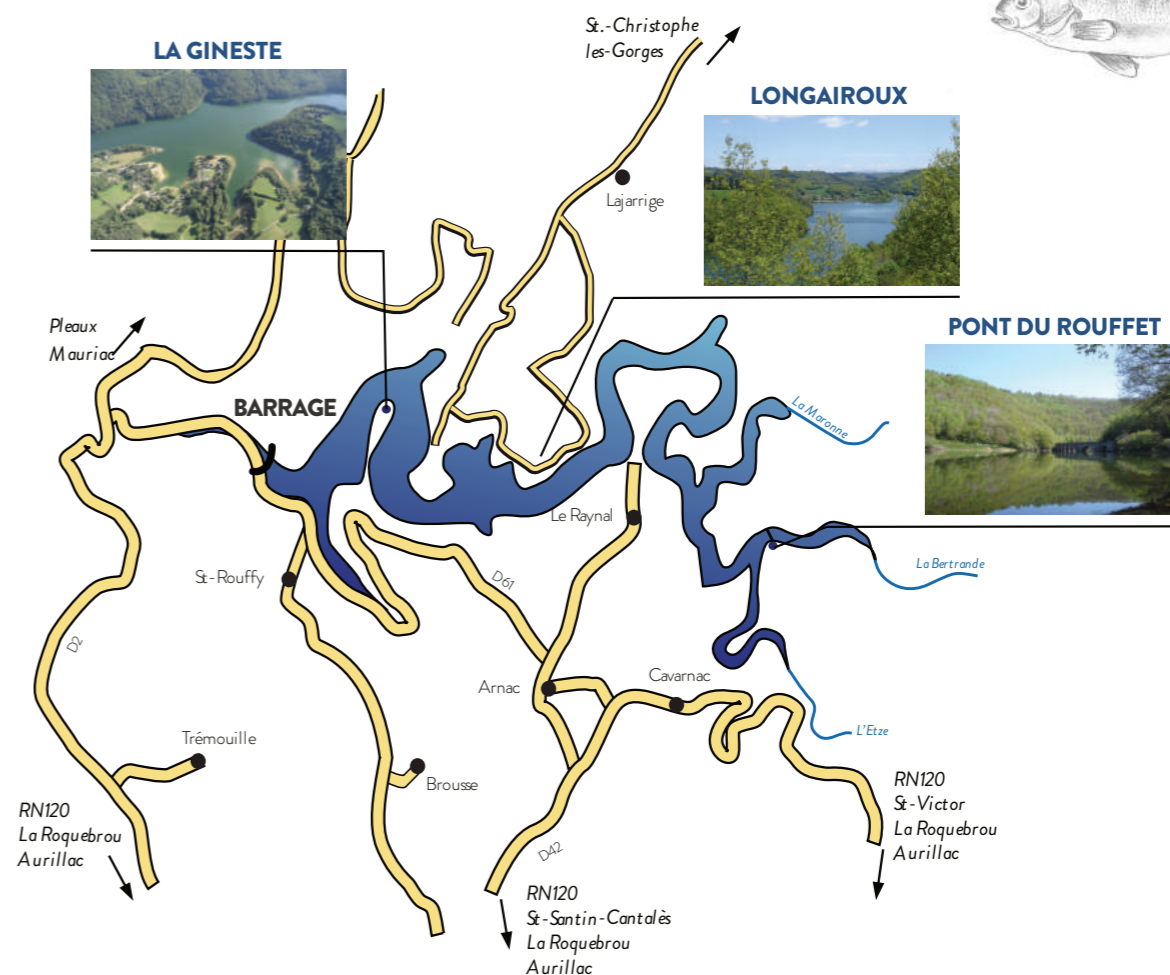 St.-Christophe
les-Gorges
LA GINESTE
LONGAIROUX
Lajarrige
PONT DU ROUFFET
Pleaux
Mauriac
BARRAGE
La Maronne
Le Raynal
La Bertrande
St-Rouffy
D61
D2
Arnac
Cavarnac
L'Etze
Trémouille
Brousse
RN120
St-Victor
La Roquebrou
Aurillac
RN120
La Roquebrou
Aurillac
D42
RN120
St-Santin-Cantalès
La Roquebrou
Aurillac